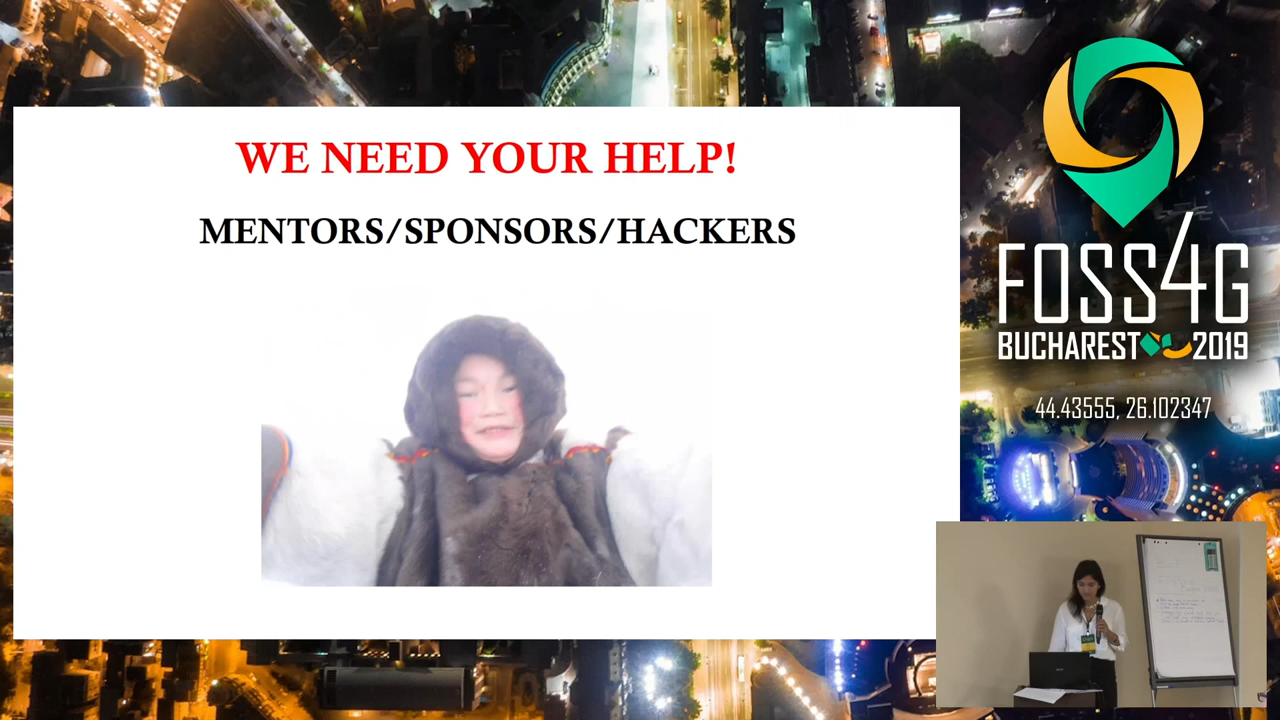 WE NEED YOUR HELP!
MENTORS/SPONSORS/HACKERS
FOSS4G
BUCHAREST 2019
44.43555, 26.102347